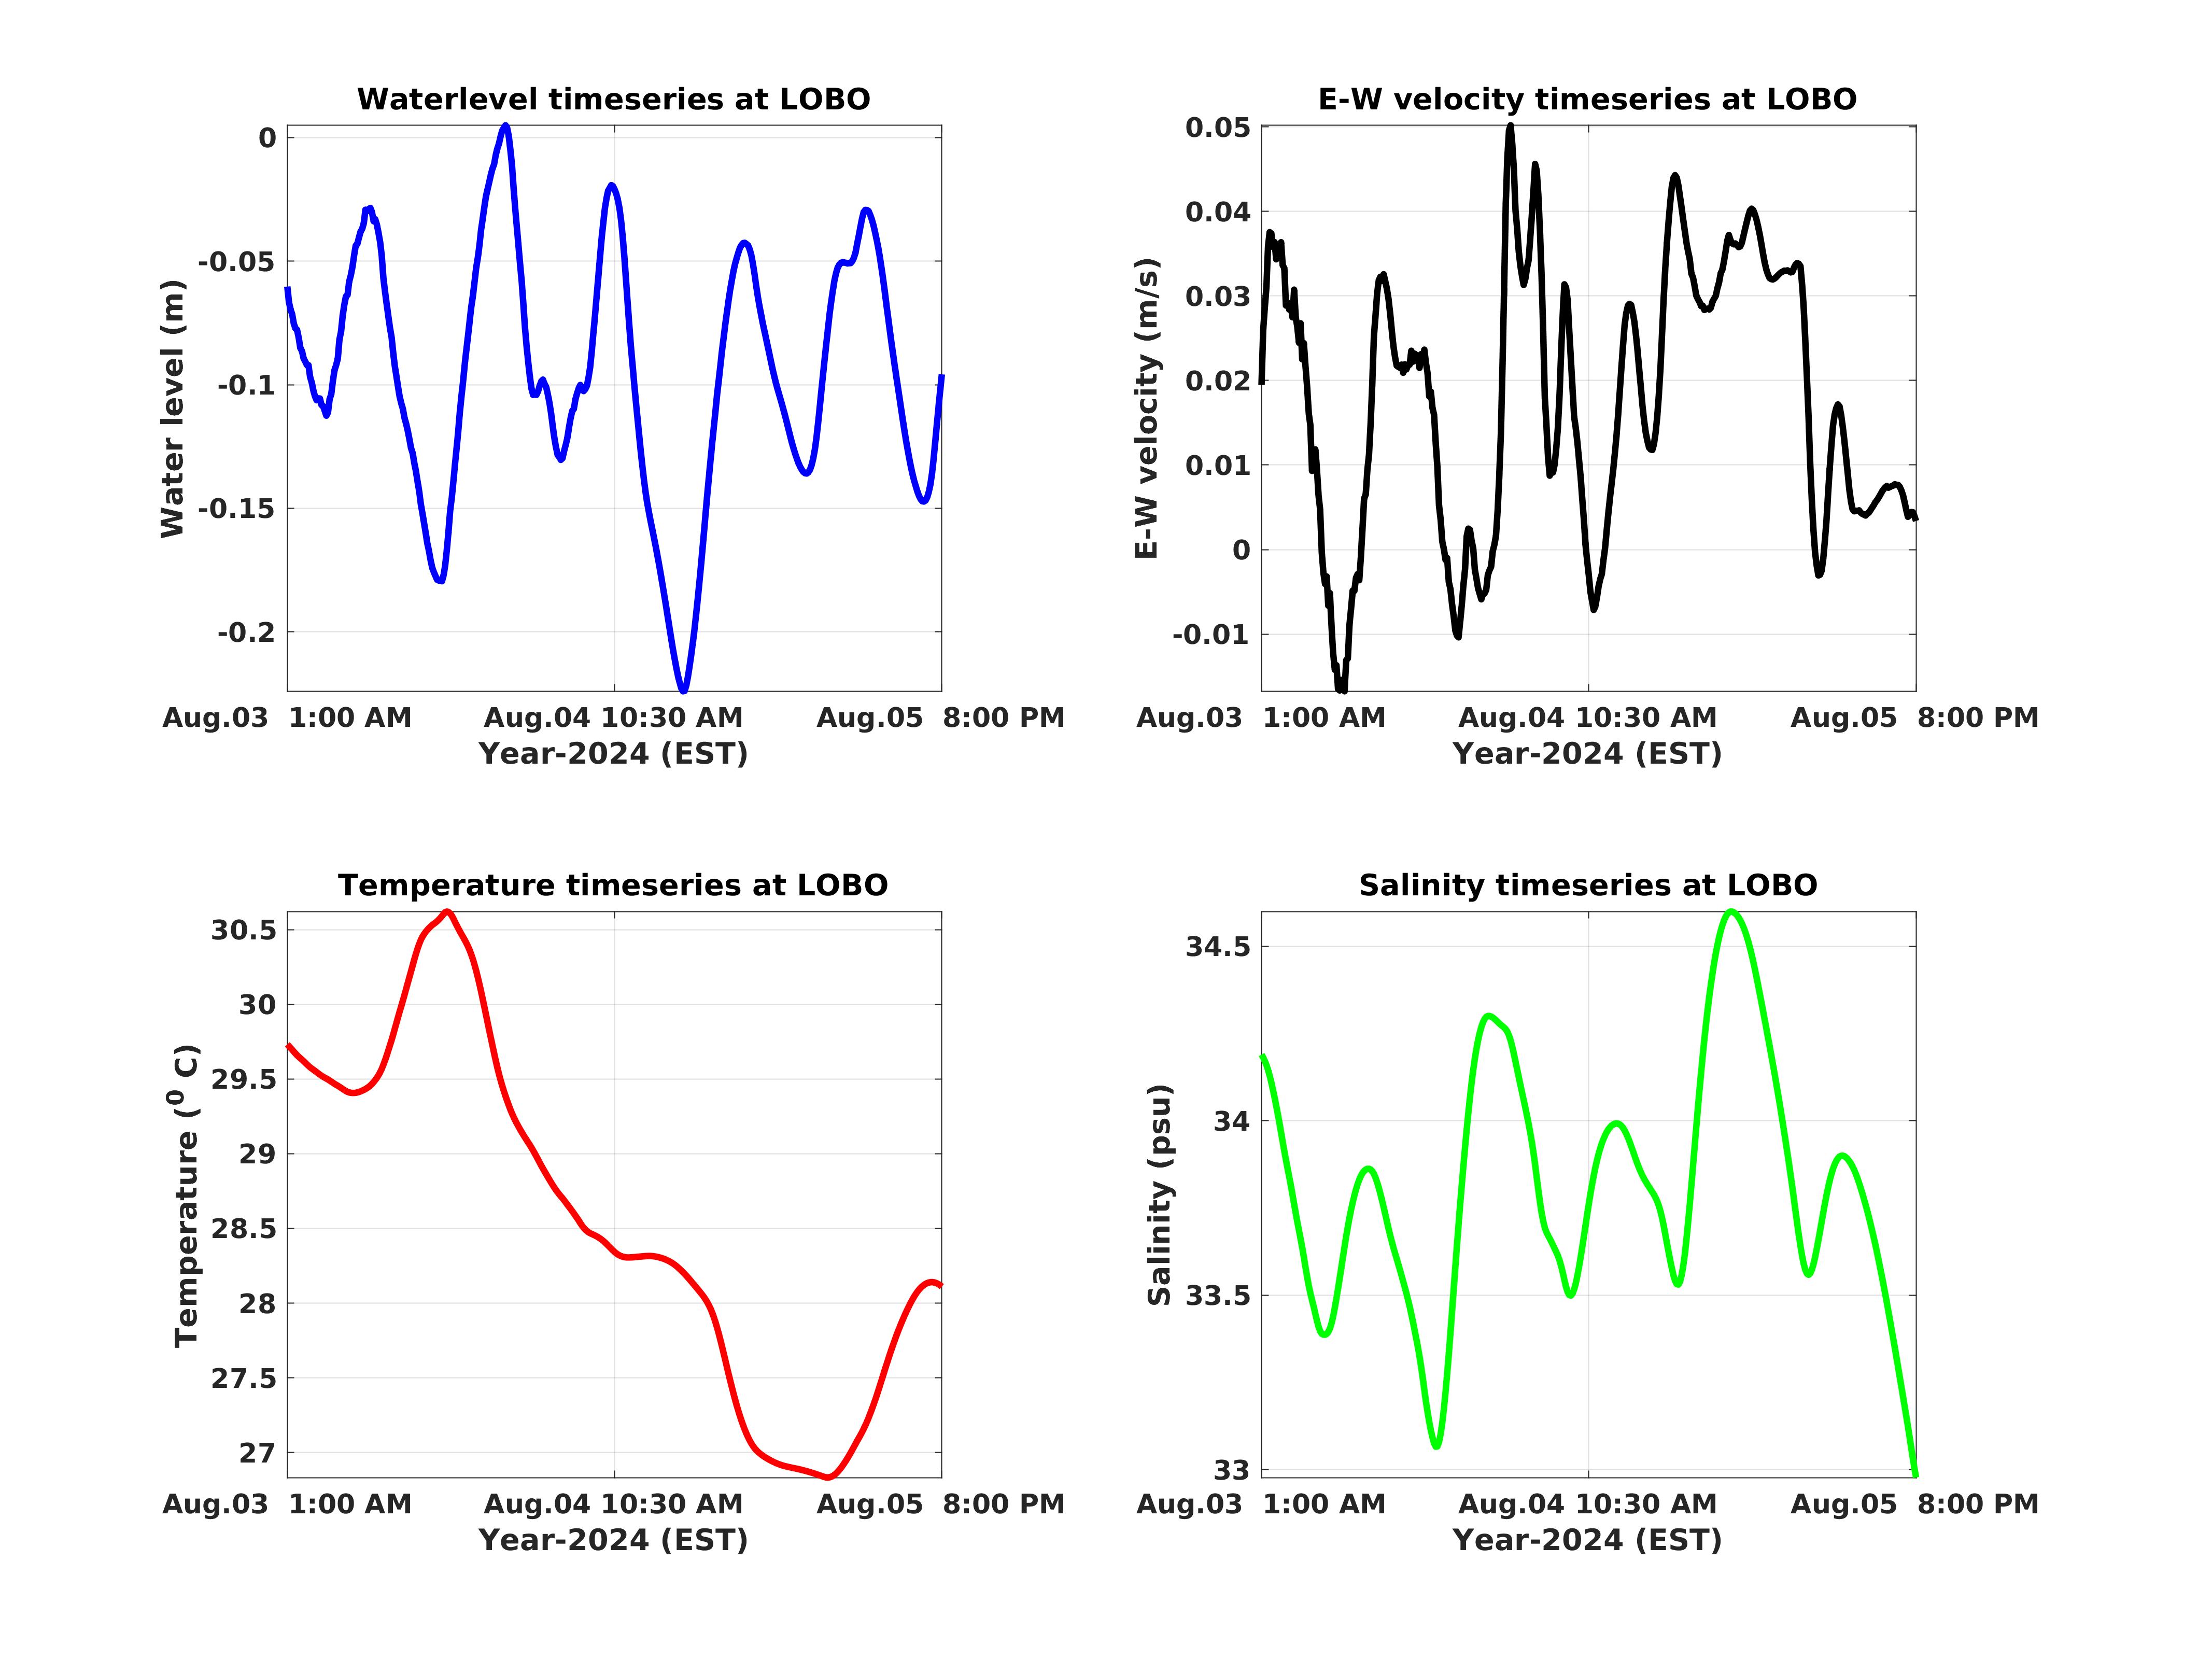 Waterlevel timeseries at LOBO
0
-0.05
-0.1
-0.15
-0.2
Water level (m)
Aug.03 1:00 AM
Aug.04 10:30 AM
Aug.05 8:00 PM
Year-2024 (EST)
E-W velocity timeseries at LOBO
0.05
0.04
0.03
0.02
0.01
0
-0.01
E-W velocity (m/s)
Aug.03 1:00 AM
Aug.04 10:30 AM
Aug.05 8:00 PM
Year-2024 (EST)
Temperature timeseries at LOBO
30.5
30
29.5
29
28.5
28
27.5
27
Temperature (⁰ C)
Aug.03 1:00 AM
Aug.04 10:30 AM
Aug.05 8:00 PM
Year-2024 (EST)
Salinity timeseries at LOBO
34.5
34
33.5
33
Salinity (psu)
Aug.03 1:00 AM
Aug.04 10:30 AM
Aug.05 8:00 PM
Year-2024 (EST)